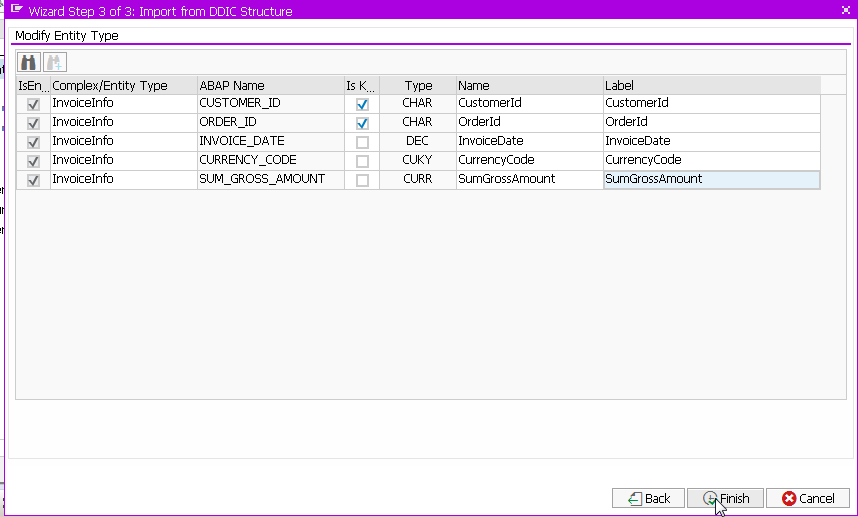 Wizard Step 3 of 3: Import from DDIC Structure
Modify Entity Type
IsEn... Complex/Entity Type ABAP Name Is K... Type Name Label
InvoiceInfo CUSTOMER_ID CHAR CustomerId CustomerId
InvoiceInfo ORDER_ID CHAR OrderId OrderId
InvoiceInfo INVOICE_DATE DEC InvoiceDate InvoiceDate
InvoiceInfo CURRENCY_CODE CUKY CurrencyCode CurrencyCode
InvoiceInfo SUM_GROSS_AMOUNT CURR SumGrossAmount SumGrossAmount
Back Finish Cancel